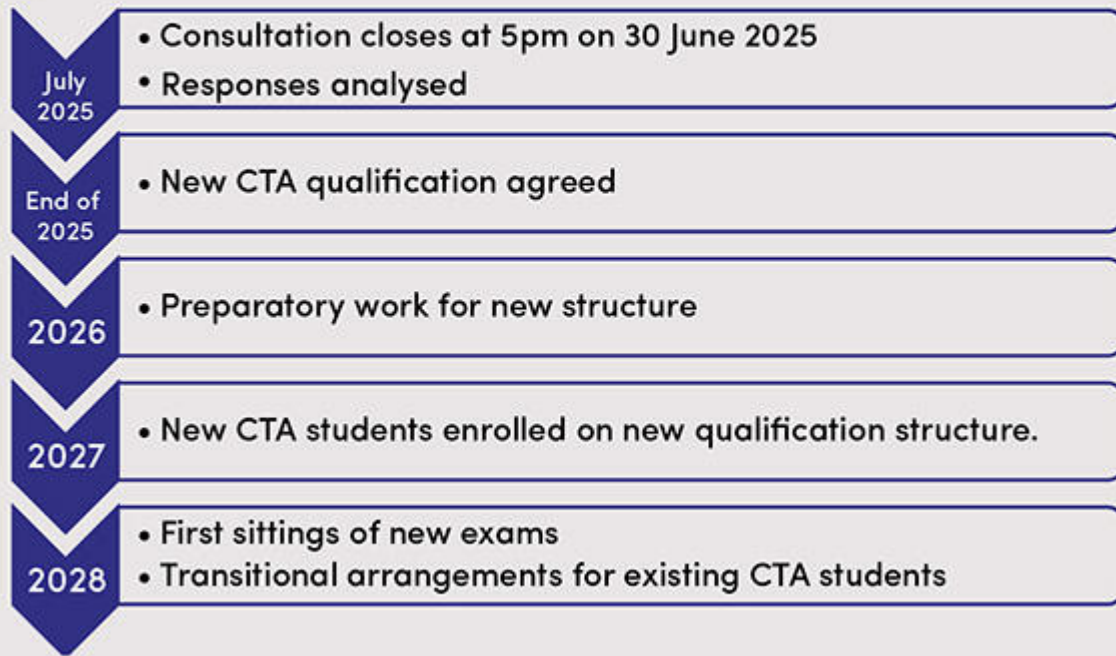 • Consultation closes at 5pm on 30 June 2025
July
2025
• Responses analysed
End of
2025
• New CTA qualification agreed
2026
• Preparatory work for new structure
2027
• New CTA students enrolled on new qualification structure.
2028
• First sittings of new exams
• Transitional arrangements for existing CTA students